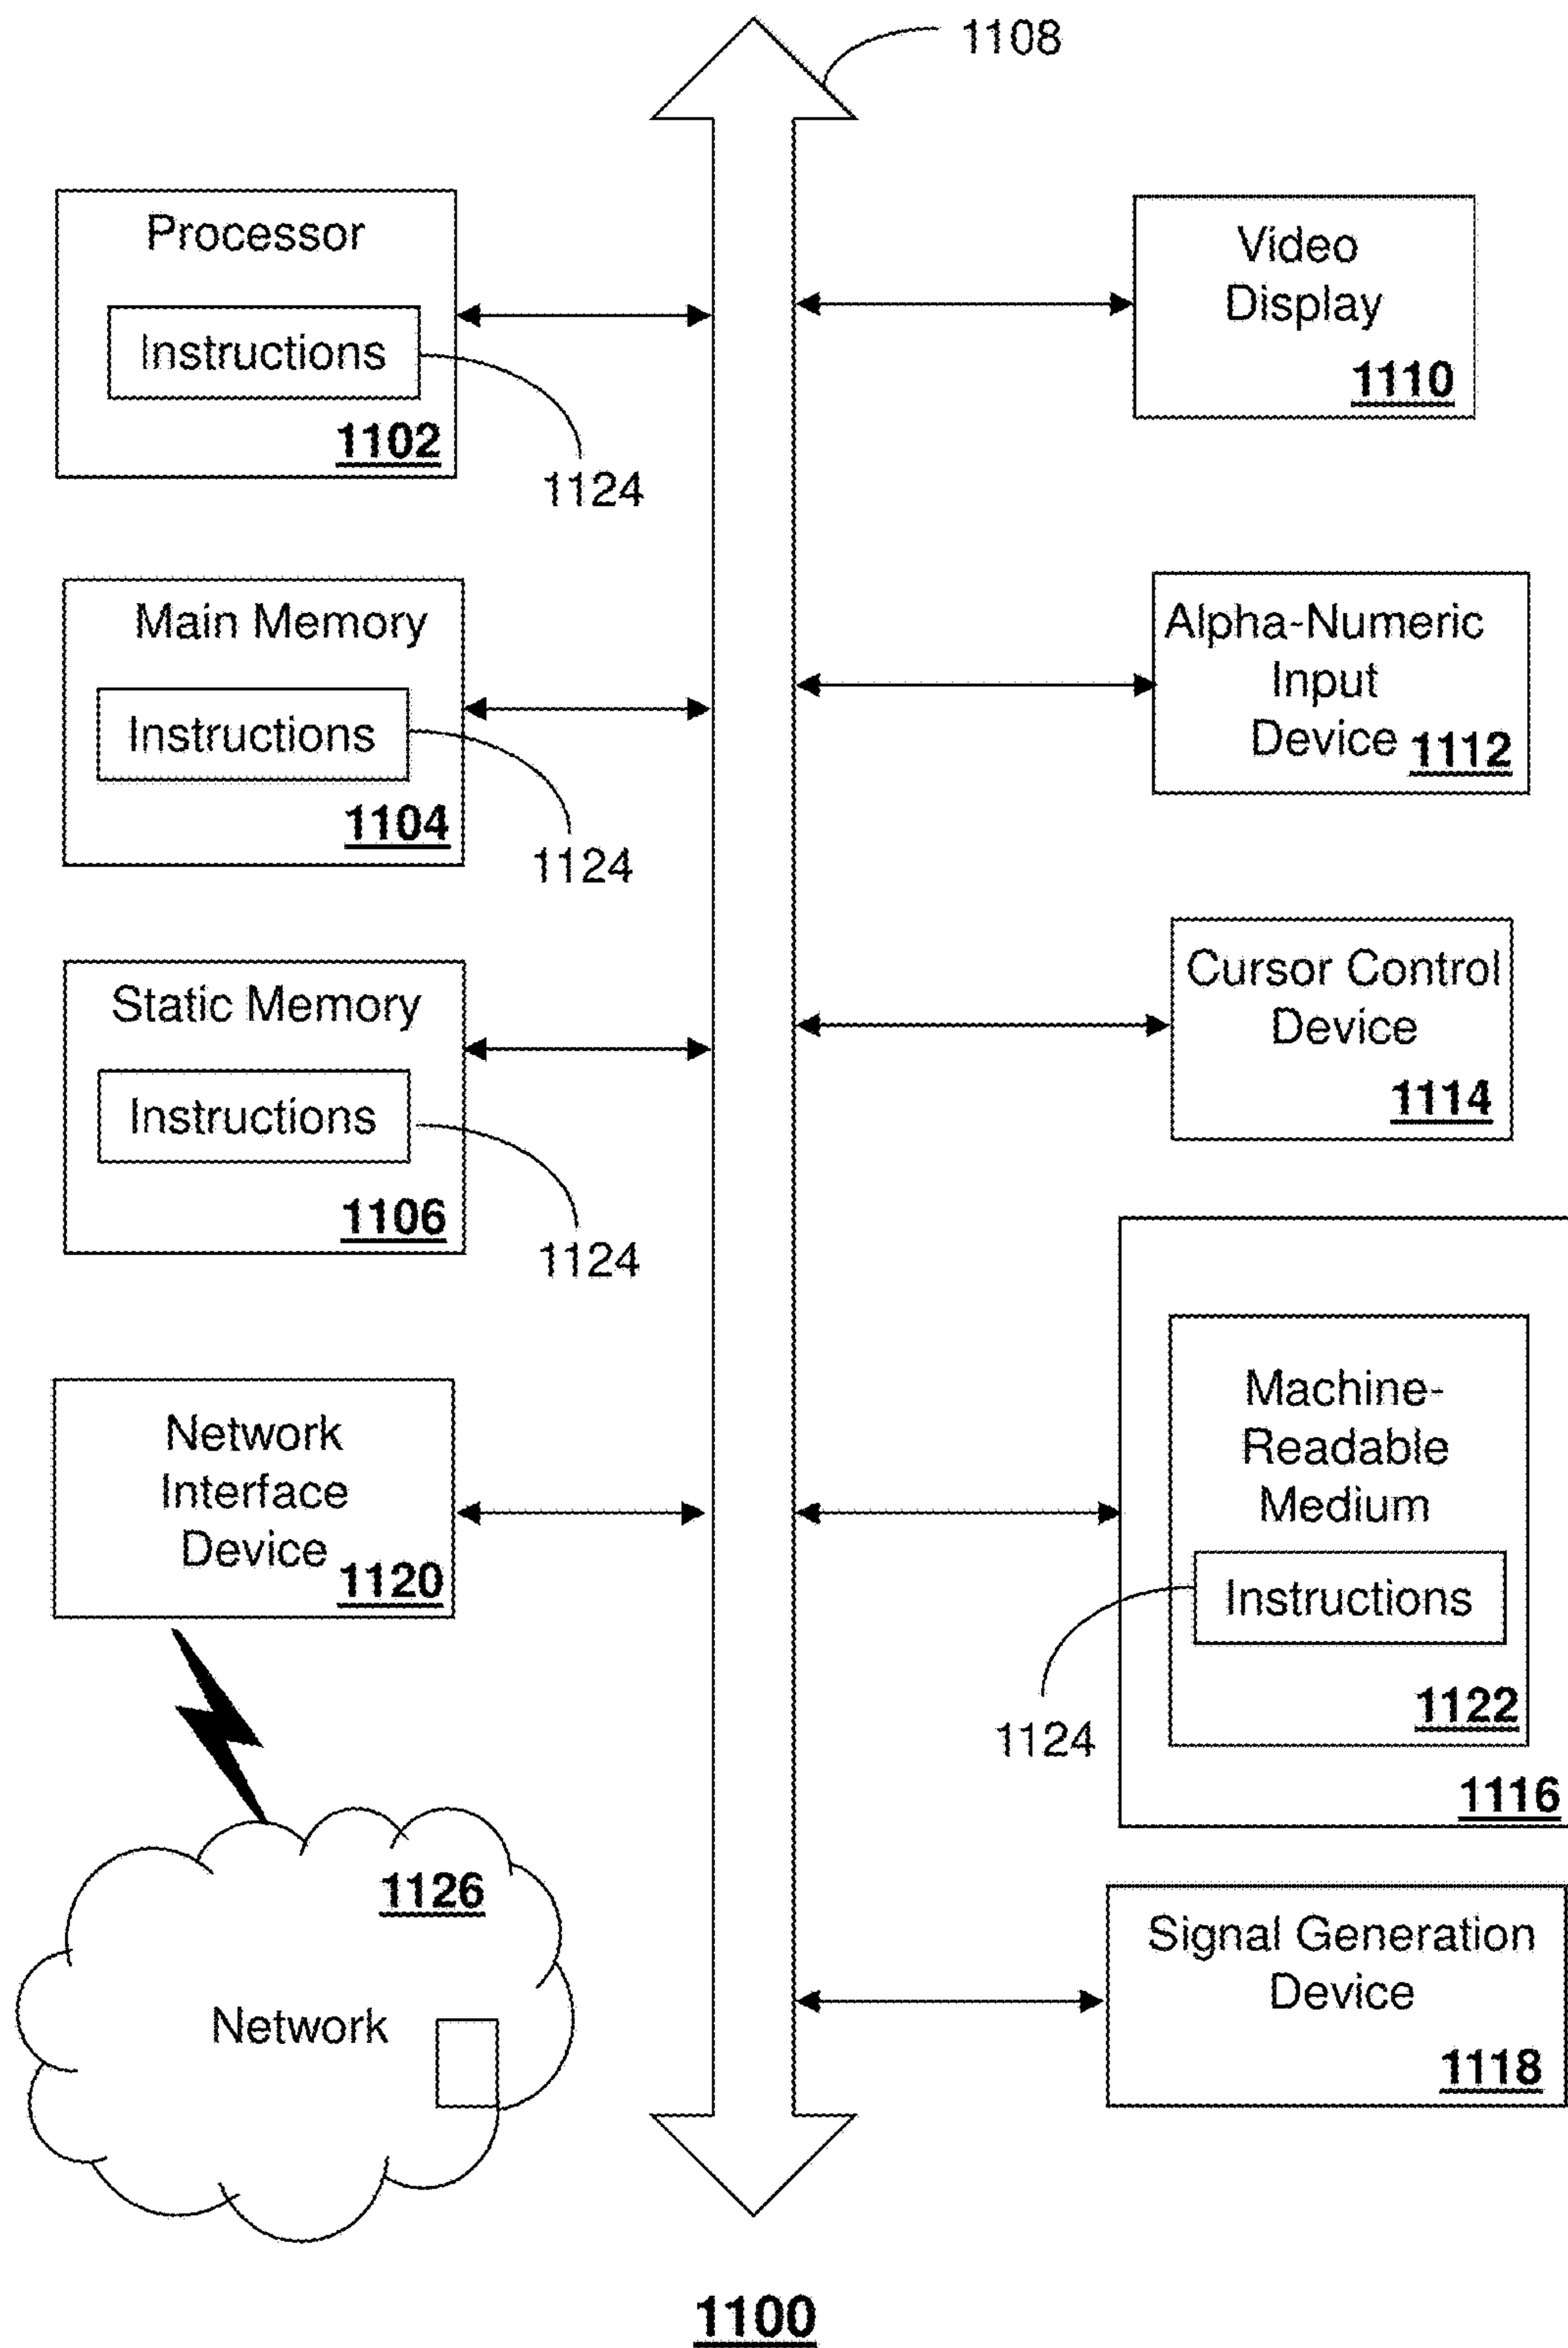 1108
Processor
Instructions
1102
1124
Main Memory
Instructions
1104
1124
Static Memory
Instructions
1106
1124
Network
Interface
Device
1120
1126
Network
Video
Display
1110
Alpha-Numeric
Input
Device 1112
Cursor Control
Device
1114
Machine-
Readable
Medium
Instructions
1124
1122
1116
Signal Generation
Device
1118
1100